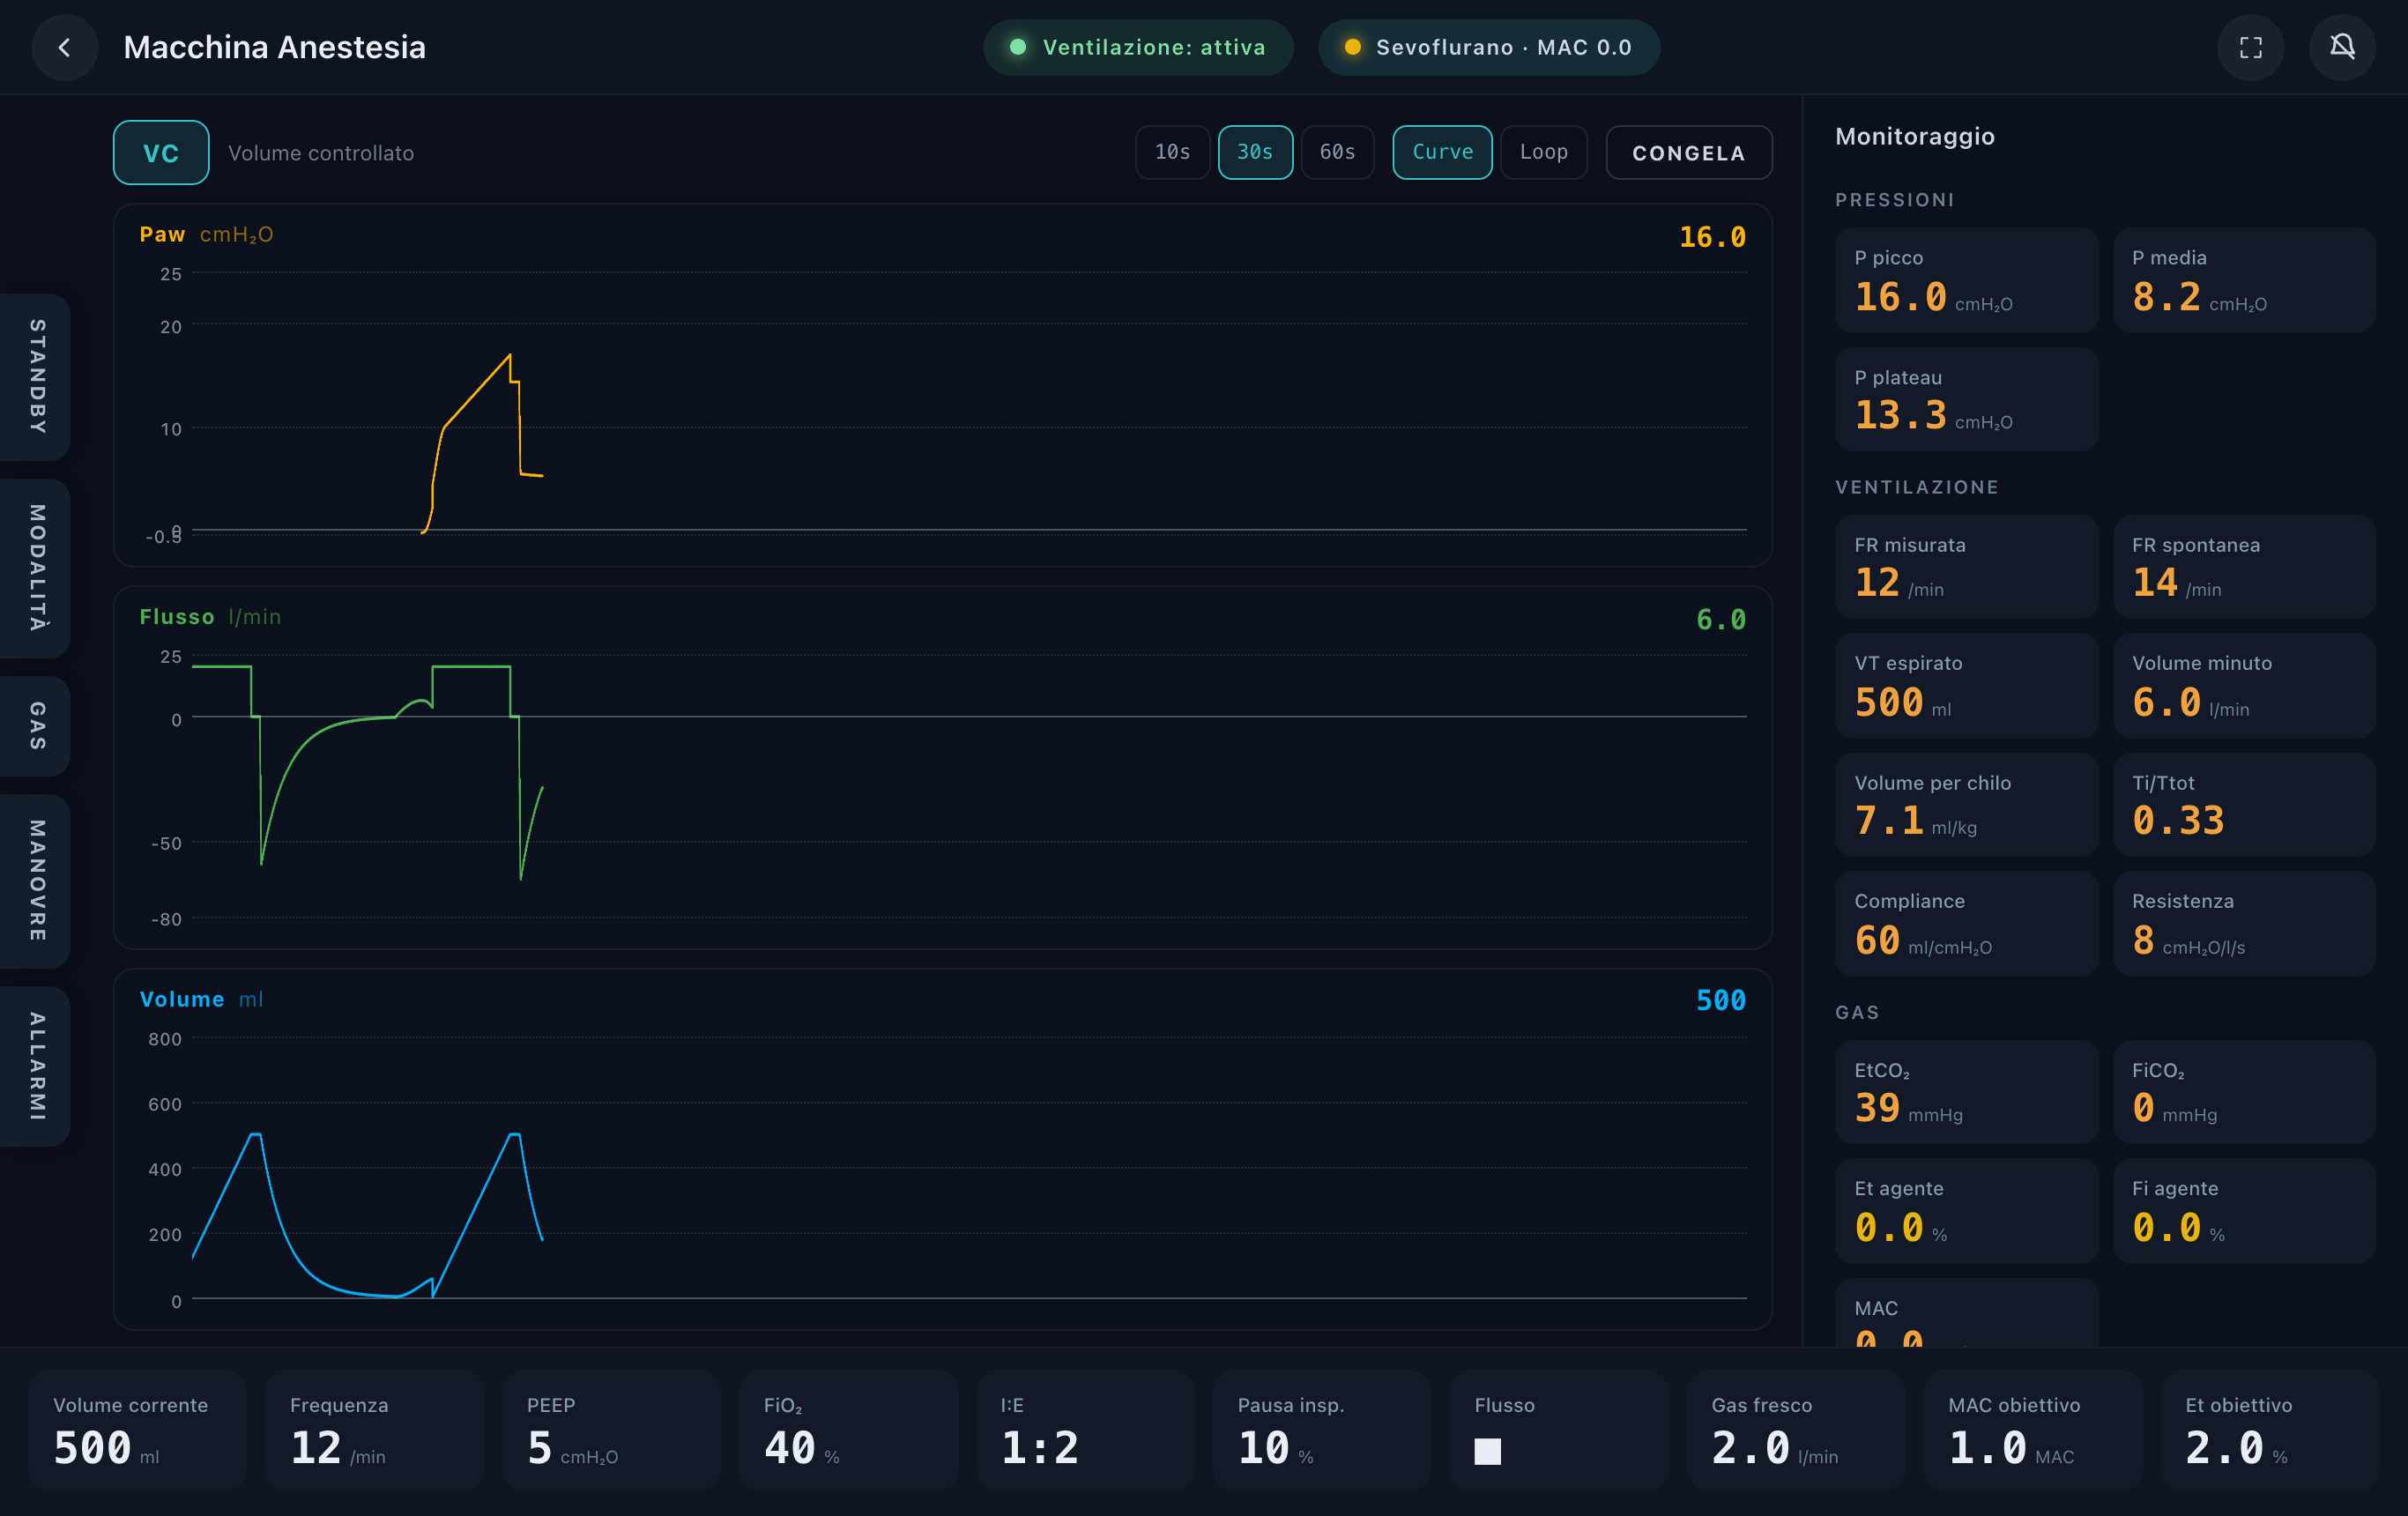 Macchina Anestesia
Ventilazione: attiva
Sevoflurano · MAC 0.0
VC
Volume controllato
10s
30s
60s
Curve
Loop
CONGELA
STANDBY
MODALITÀ
GAS
MANOVRE
ALLARMI
Paw cmH₂O
16.0
25
20
10
0
-0.5
Flusso l/min
6.0
25
0
-50
-80
Volume ml
500
800
600
400
200
0
Monitoraggio
PRESSIONI
P picco
16.0 cmH₂O
P media
8.2 cmH₂O
P plateau
13.3 cmH₂O
VENTILAZIONE
FR misurata
12 /min
FR spontanea
14 /min
VT espirato
500 ml
Volume minuto
6.0 l/min
Volume per chilo
7.1 ml/kg
Ti/Ttot
0.33
Compliance
60 ml/cmH₂O
Resistenza
8 cmH₂O/l/s
GAS
EtCO₂
39 mmHg
FiCO₂
0 mmHg
Et agente
0.0 %
Fi agente
0.0 %
MAC
Volume corrente
500 ml
Frequenza
12 /min
PEEP
5 cmH₂O
FiO₂
40 %
I:E
1:2
Pausa insp.
10 %
Flusso
Gas fresco
2.0 l/min
MAC obiettivo
1.0 MAC
Et obiettivo
2.0 %